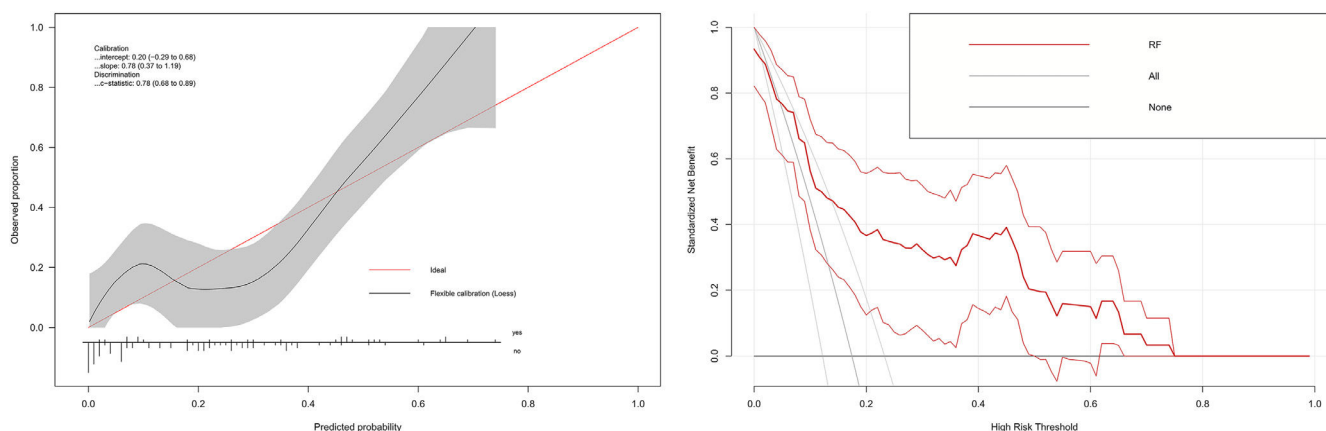 Calibration
...intercept: 0.20 (−0.29 to 0.68)
...slope: 0.78 (0.37 to 1.19)
Discrimination
...c−statistic: 0.78 (0.68 to 0.89)
Observed proportion
1.0
0.8
0.6
0.4
0.2
0.0
Ideal
Flexible calibration (Loess)
yes
no
0.0 0.2 0.4 0.6 0.8 1.0
Predicted probability
Standardized Net Benefit
1.0
0.8
0.6
0.4
0.2
0.0
RF
All
None
0.0 0.2 0.4 0.6 0.8 1.0
High Risk Threshold